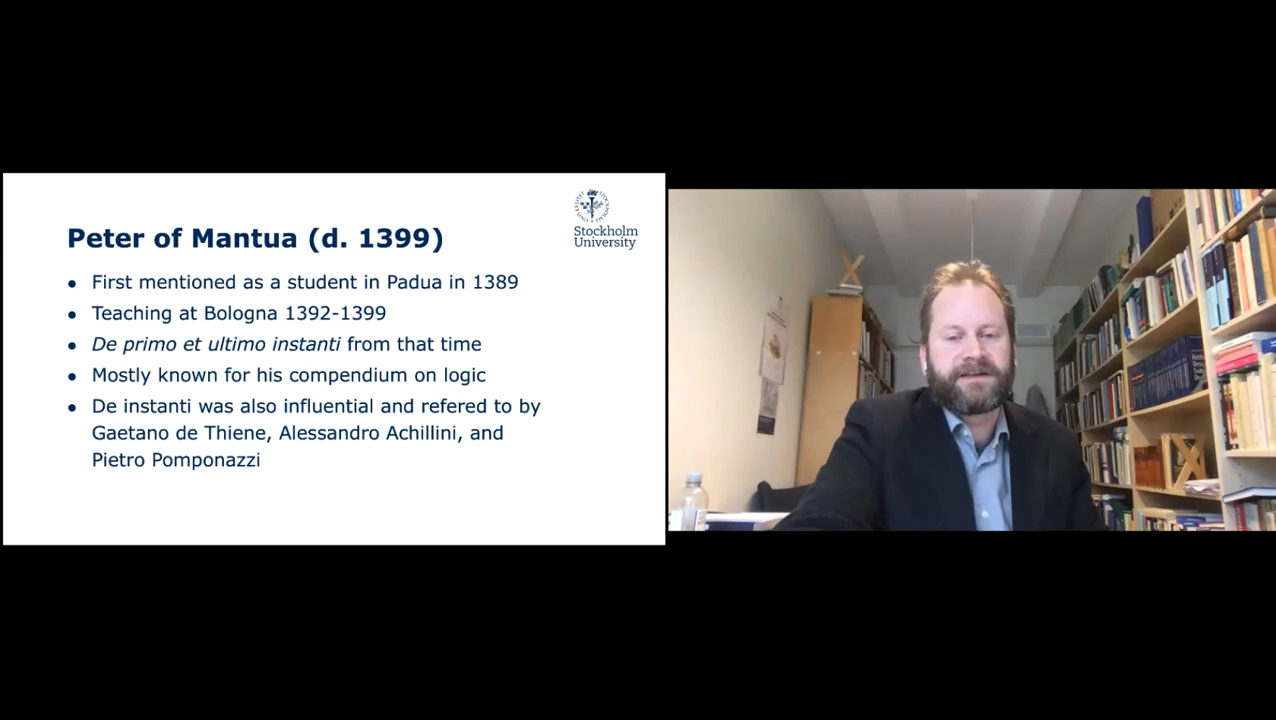 Stockholm
University
Peter of Mantua (d. 1399)
• First mentioned as a student in Padua in 1389
• Teaching at Bologna 1392-1399
• De primo et ultimo instanti from that time
• Mostly known for his compendium on logic
• De instanti was also influential and refered to by
Gaetano de Thiene, Alessandro Achillini, and
Pietro Pomponazzi